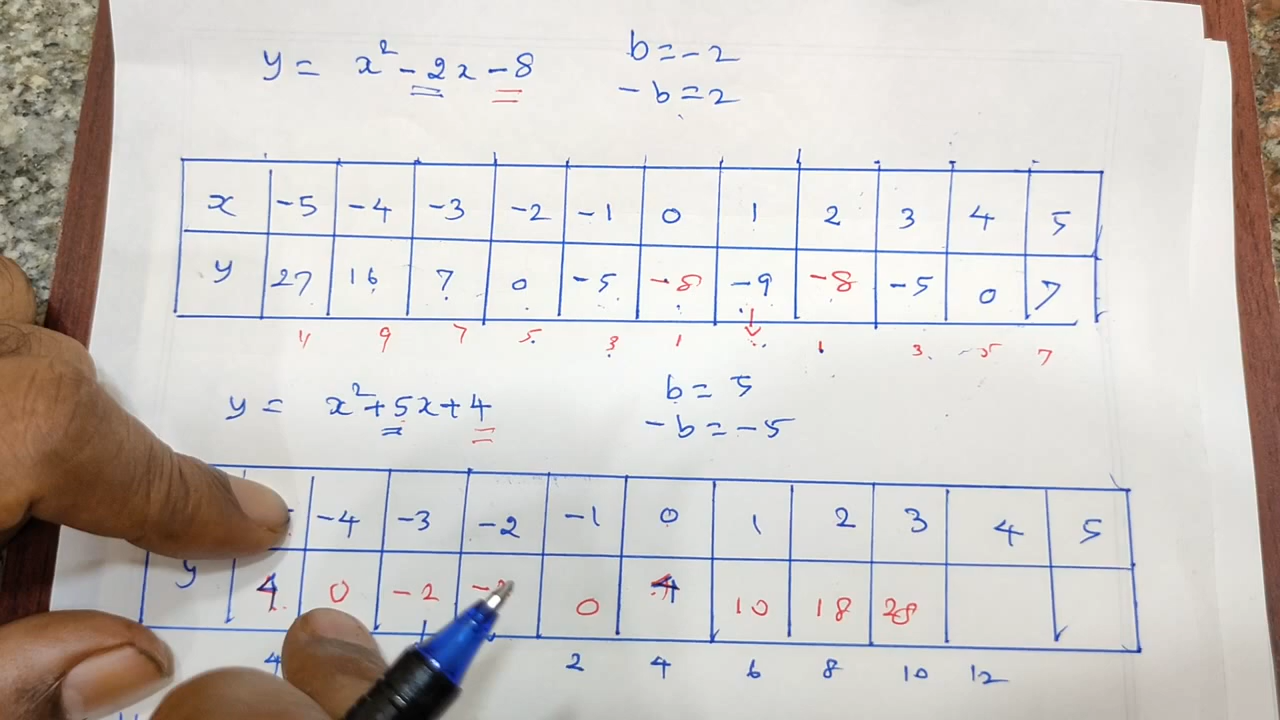 y = x² - 2x - 8
b = -2
-b = 2
x -5 -4 -3 -2 -1 0 1 2 3 4 5
y 27 16 7 0 -5 -8 -9 -8 -5 0 7
11 9 7 5 3 1 1 3 5 7
y = x² + 5x + 4
b = 5
-b = -5
-4 -3 -2 -1 0 1 2 3 4 5
y 4 0 -2 0 4 10 18 28
4 2 4 6 8 10 12